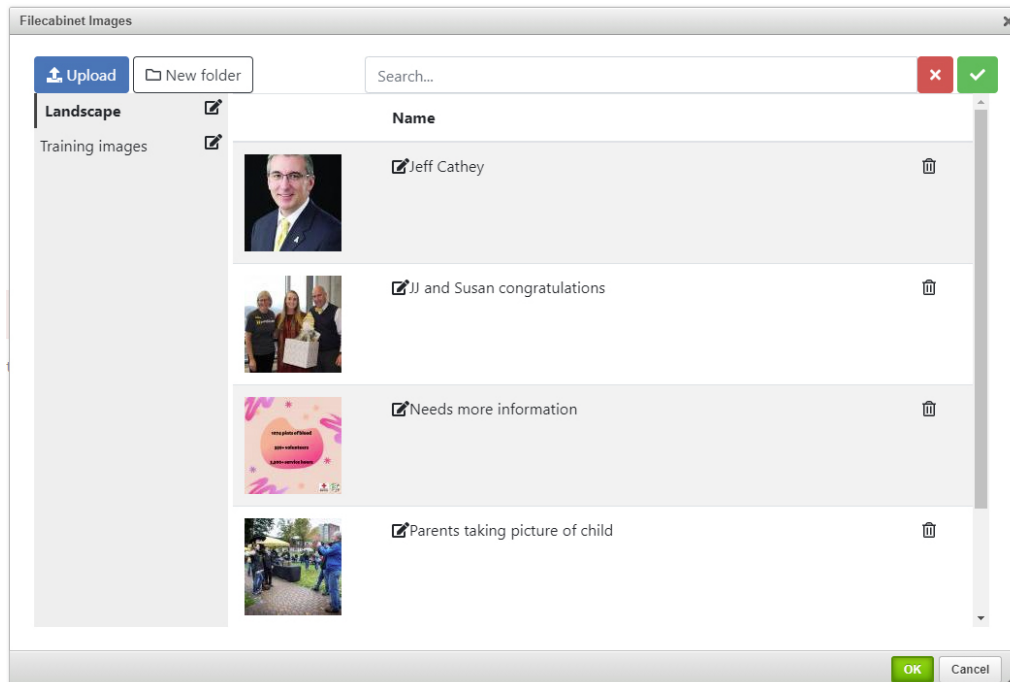 Filecabinet Images
Upload
New folder
Search...
Landscape
Training images
Name
Jeff Cathey
JJ and Susan congratulations
Needs more information
Parents taking picture of child
OK
Cancel